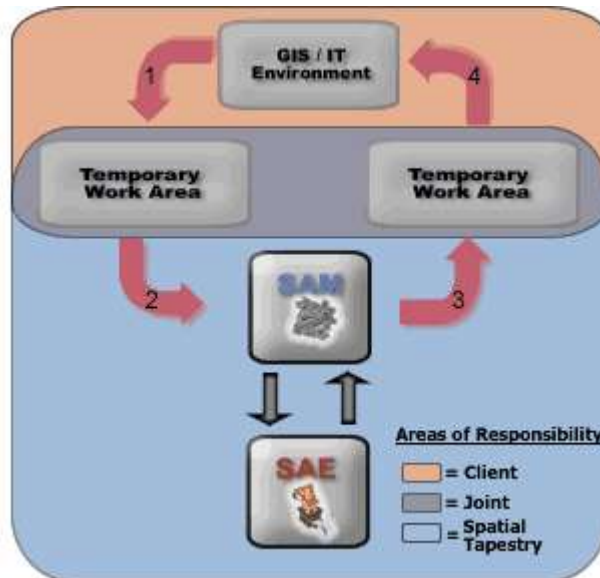 GIS / IT
Environment
1
4
Temporary
Work Area
Temporary
Work Area
2
3
SAM
SAE
Areas of Responsibility
= Client
= Joint
= Spatial
Tapestry